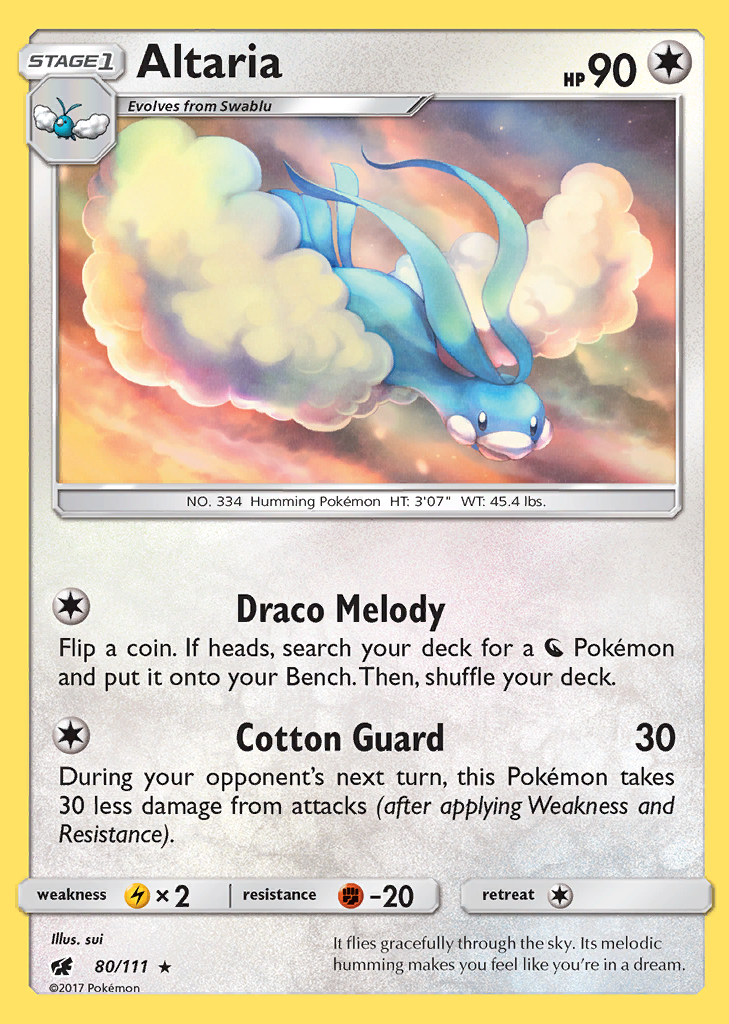 STAGE1
Altaria
HP 90
Evolves from Swablu
NO. 334 Humming Pokémon HT: 3'07" WT: 45.4 lbs.
Draco Melody
Flip a coin. If heads, search your deck for a Pokémon
and put it onto your Bench. Then, shuffle your deck.
Cotton Guard 30
During your opponent's next turn, this Pokémon takes
30 less damage from attacks (after applying Weakness and
Resistance).
weakness × 2 resistance -20 retreat
Illus. sui
80/111 ★
©2017 Pokémon
It flies gracefully through the sky. Its melodic
humming makes you feel like you're in a dream.